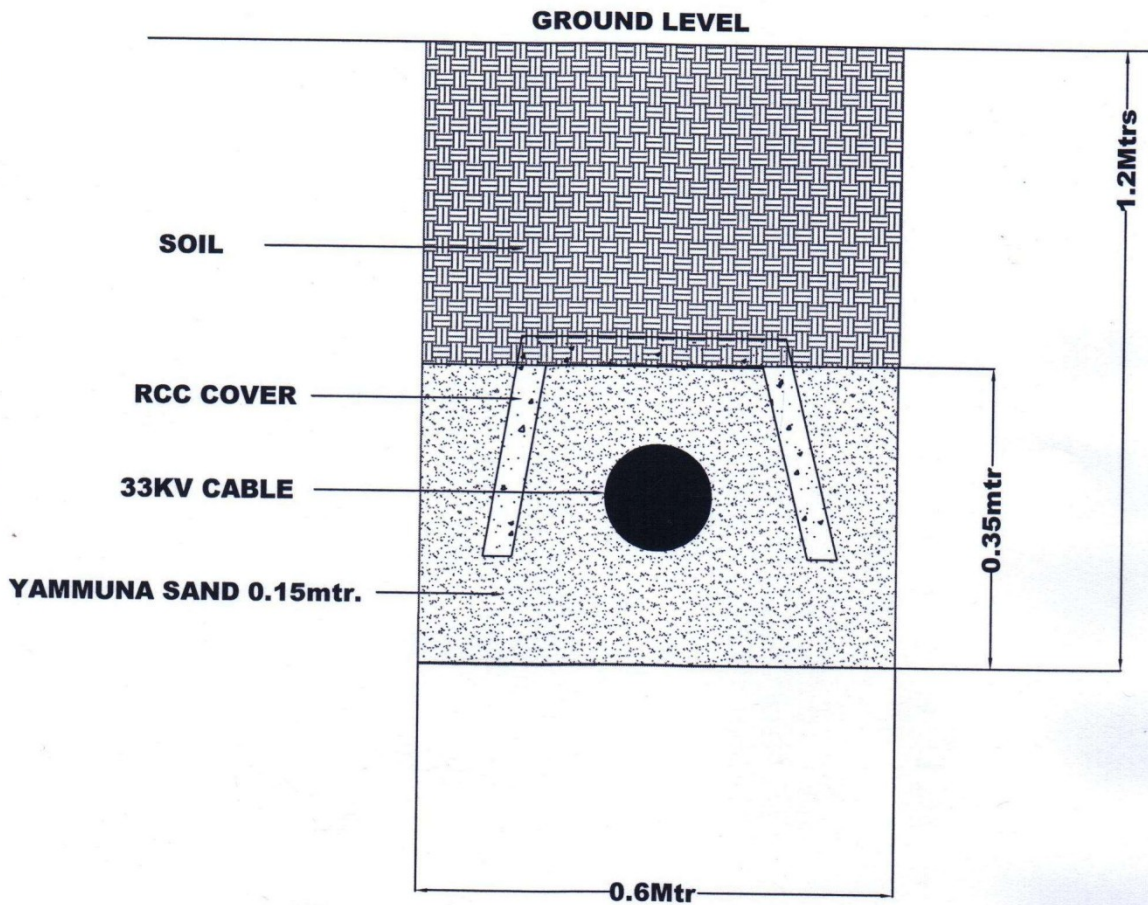 GROUND LEVEL
1.2Mtrs
SOIL
RCC COVER
33KV CABLE
0.35mtr
YAMMUNA SAND 0.15mtr.
0.6Mtr